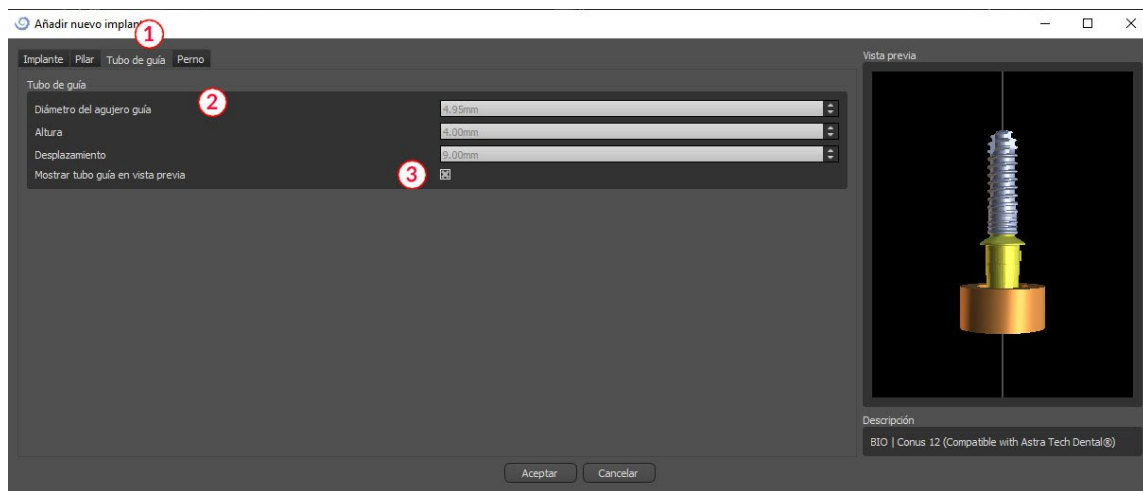 Añadir nuevo implant
1
Implante Pilar Tubo de guía Perno
Tubo de guía
Diámetro del agujero guía 2 4.95mm
Altura 4.00mm
Desplazamiento 9.00mm
Mostrar tubo guía en vista previa 3
Vista previa
Descripción
BIO | Conus 12 (Compatible with Astra Tech Dental®)
Aceptar Cancelar